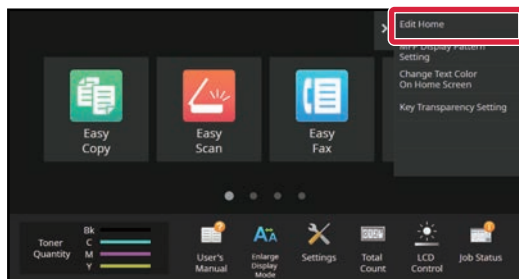 Edit Home
MFP Display Pattern
Setting
Change Text Color
On Home Screen
Key Transparency Setting
Easy
Copy
Easy
Scan
Easy
Fax
Toner
Quantity
Bk
C
M
Y
User's
Manual
Enlarge
Display
Mode
Settings
Total
Count
LCD
Control
Job Status